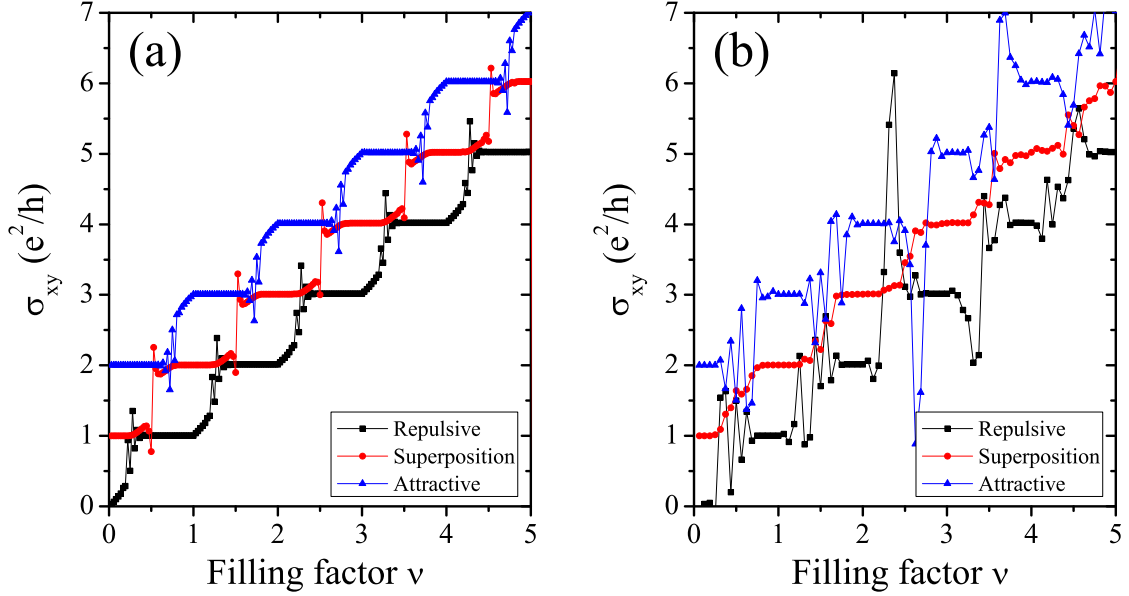 (a)
7
6
5
4
3
2
1
0
σxy (e²/h)
0 1 2 3 4 5
Filling factor ν
Repulsive
Superposition
Attractive
(b)
7
6
5
4
3
2
1
0
σxy (e²/h)
0 1 2 3 4 5
Filling factor ν
Repulsive
Superposition
Attractive